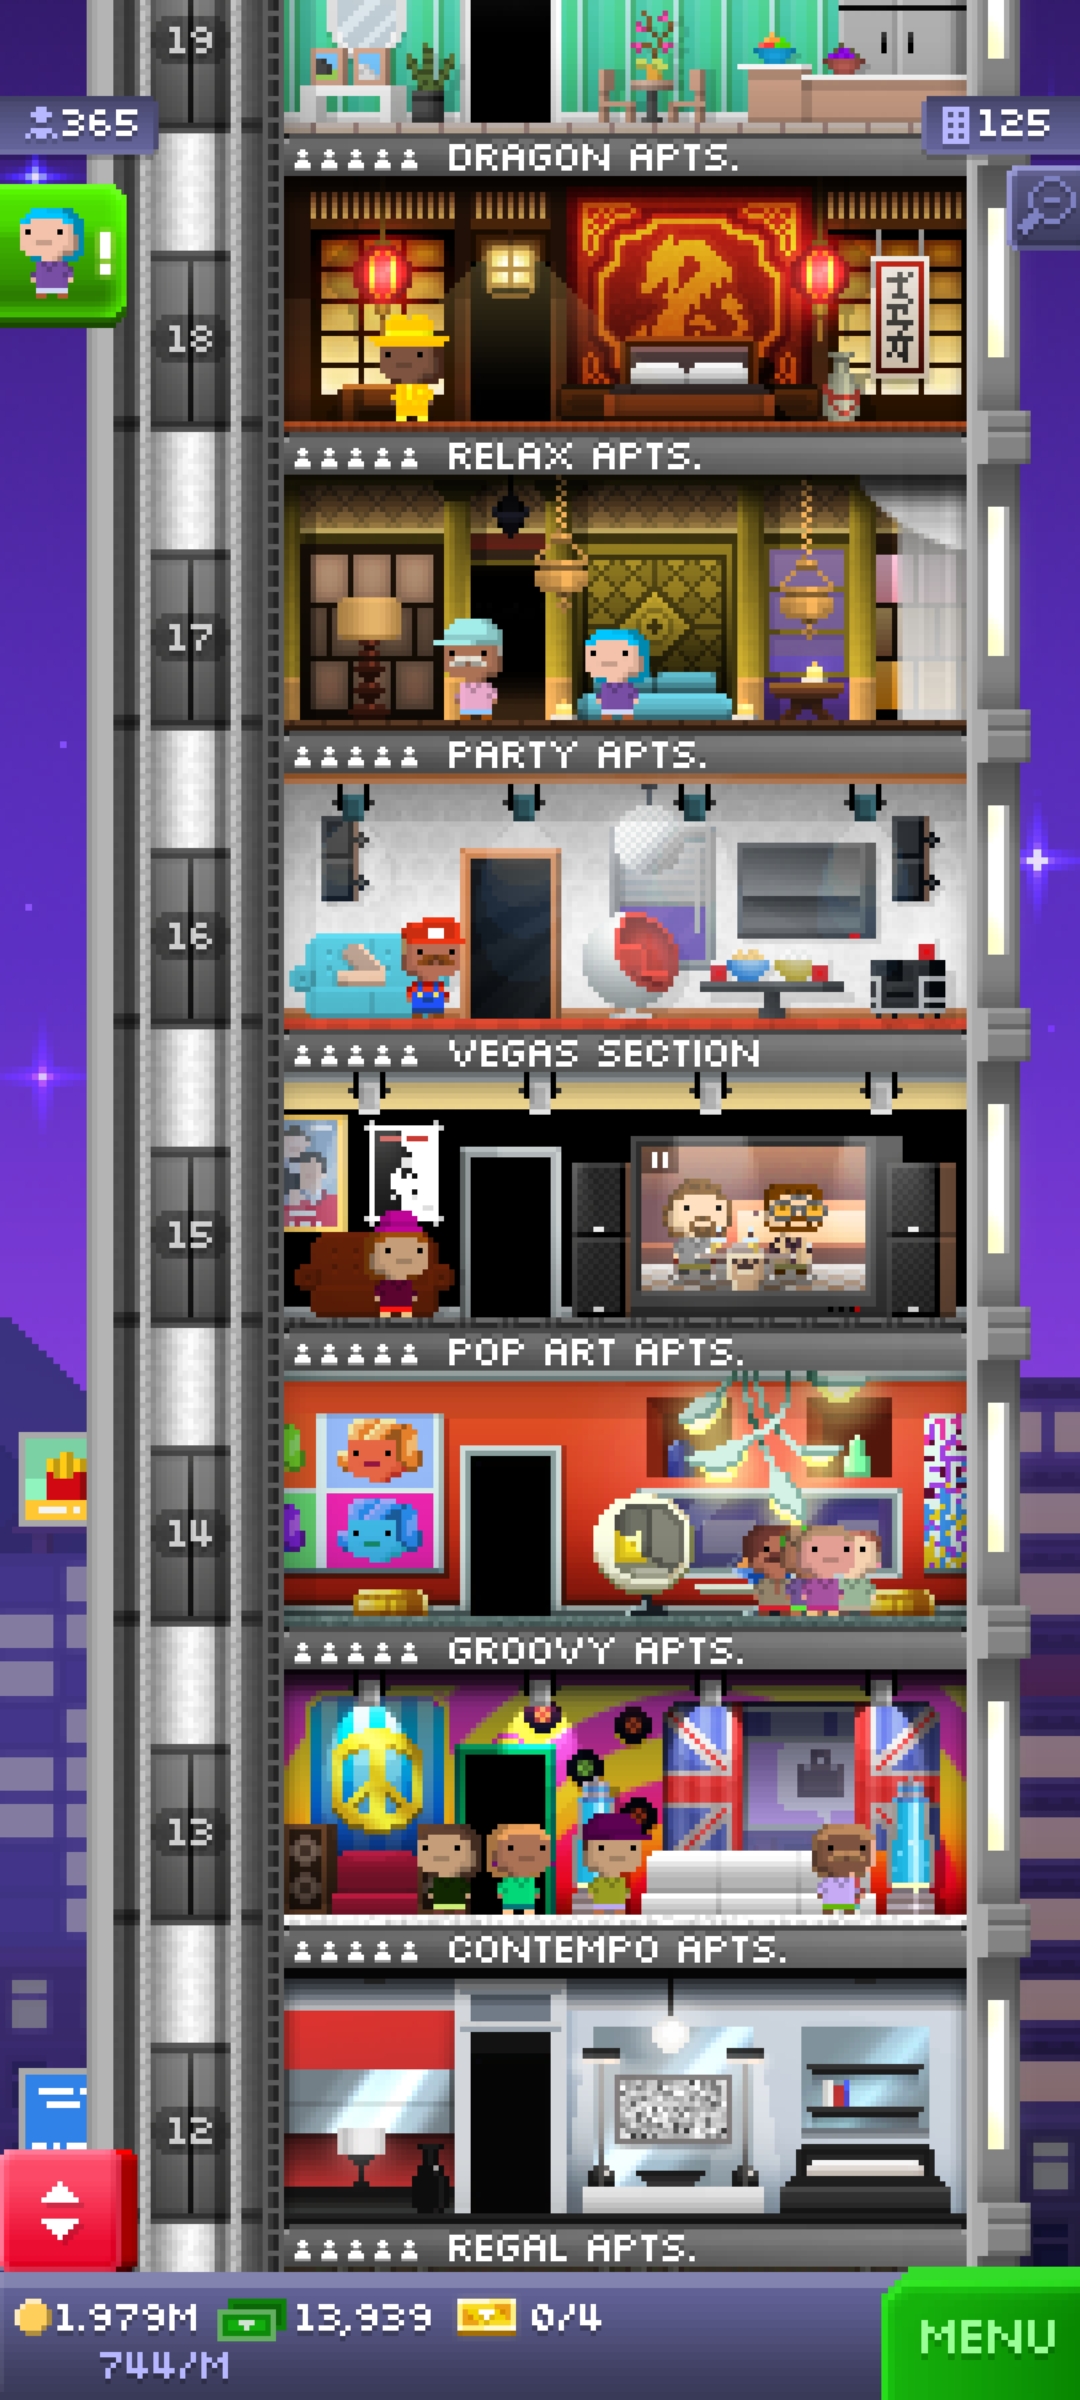 19
365
125
DRAGON APTS.
!
18
RELAX APTS.
17
PARTY APTS.
16
VEGAS SECTION
15
POP ART APTS.
14
GROOVY APTS.
13
CONTEMPO APTS.
12
REGAL APTS.
1.979M 13,939 0/4
744/M
MENU